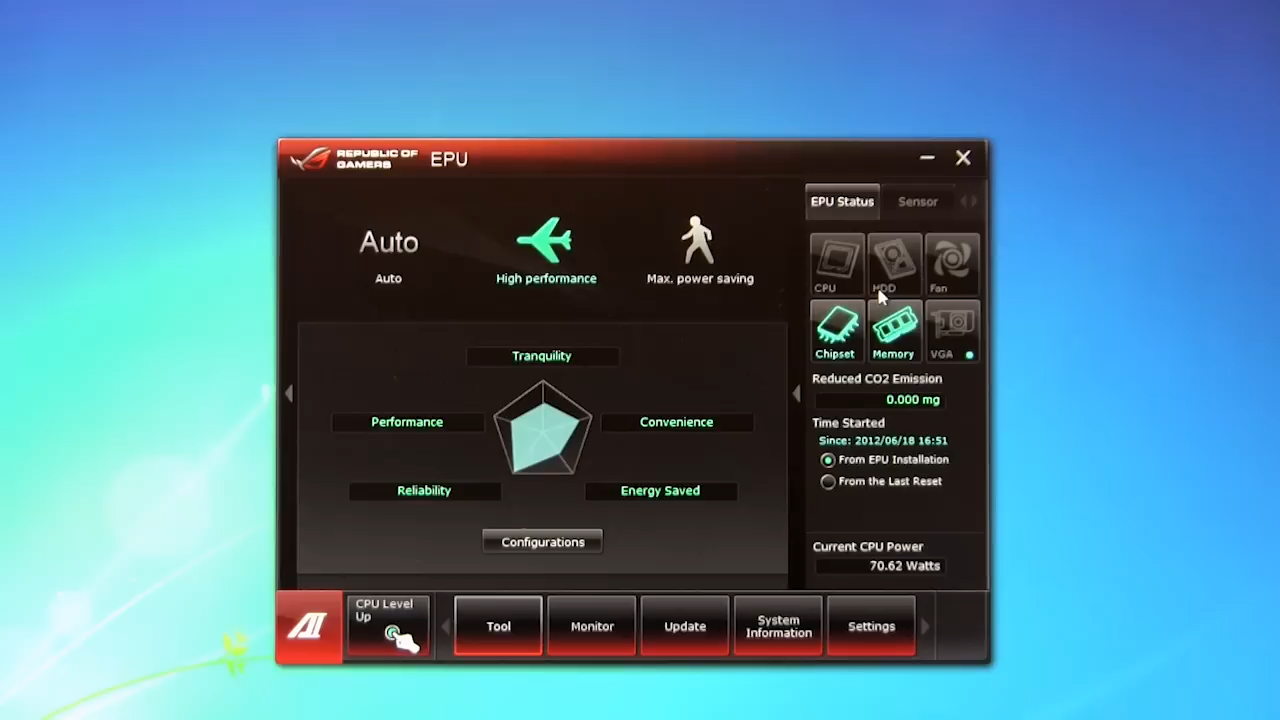 REPUBLIC OF
GAMERS
EPU
Auto
Auto
High performance
Max. power saving
Tranquility
Performance
Convenience
Reliability
Energy Saved
Configurations
EPU Status
Sensor
CPU
HDD
Fan
Chipset
Memory
VGA
Reduced CO2 Emission
0.000 mg
Time Started
Since: 2012/06/18 16:51
From EPU Installation
From the Last Reset
Current CPU Power
70.62 Watts
AI
CPU Level
Up
Tool
Monitor
Update
System
Information
Settings